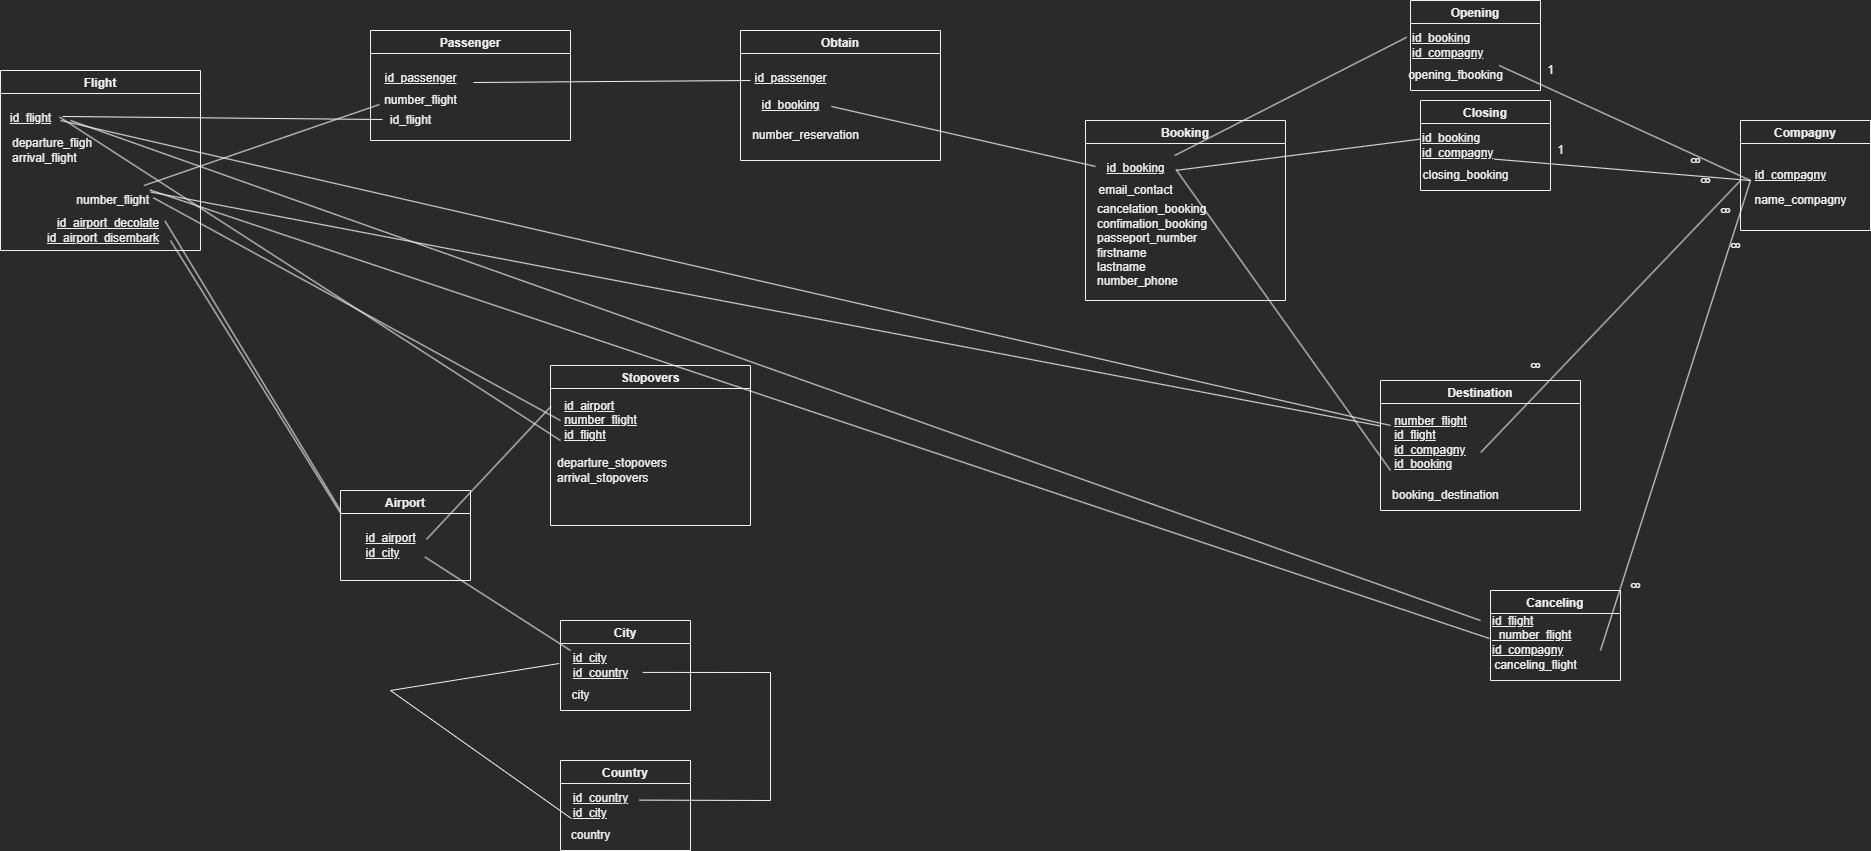 Flight
id_flight
departure_fligh
arrival_flight
number_flight
id_airport_decolate
id_airport_disembark
Passenger
id_passenger
number_flight
id_flight
Obtain
id_passenger
id_booking
number_reservation
Booking
id_booking
email_contact
cancelation_booking
confimation_booking
passeport_number
firstname
lastname
number_phone
Opening
id_booking
id_compagny
opening_fbooking
1
Closing
id_booking
id_compagny
closing_booking
1
∞
∞
∞
∞
Compagny
id_compagny
name_compagny
Stopovers
id_airport
number_flight
id_flight
departure_stopovers
arrival_stopovers
∞
Destination
number_flight
id_flight
id_compagny
id_booking
booking_destination
Airport
id_airport
id_city
City
id_city
id_country
city
∞
Canceling
id_flight
_number_flight
id_compagny
canceling_flight
Country
id_country
id_city
country